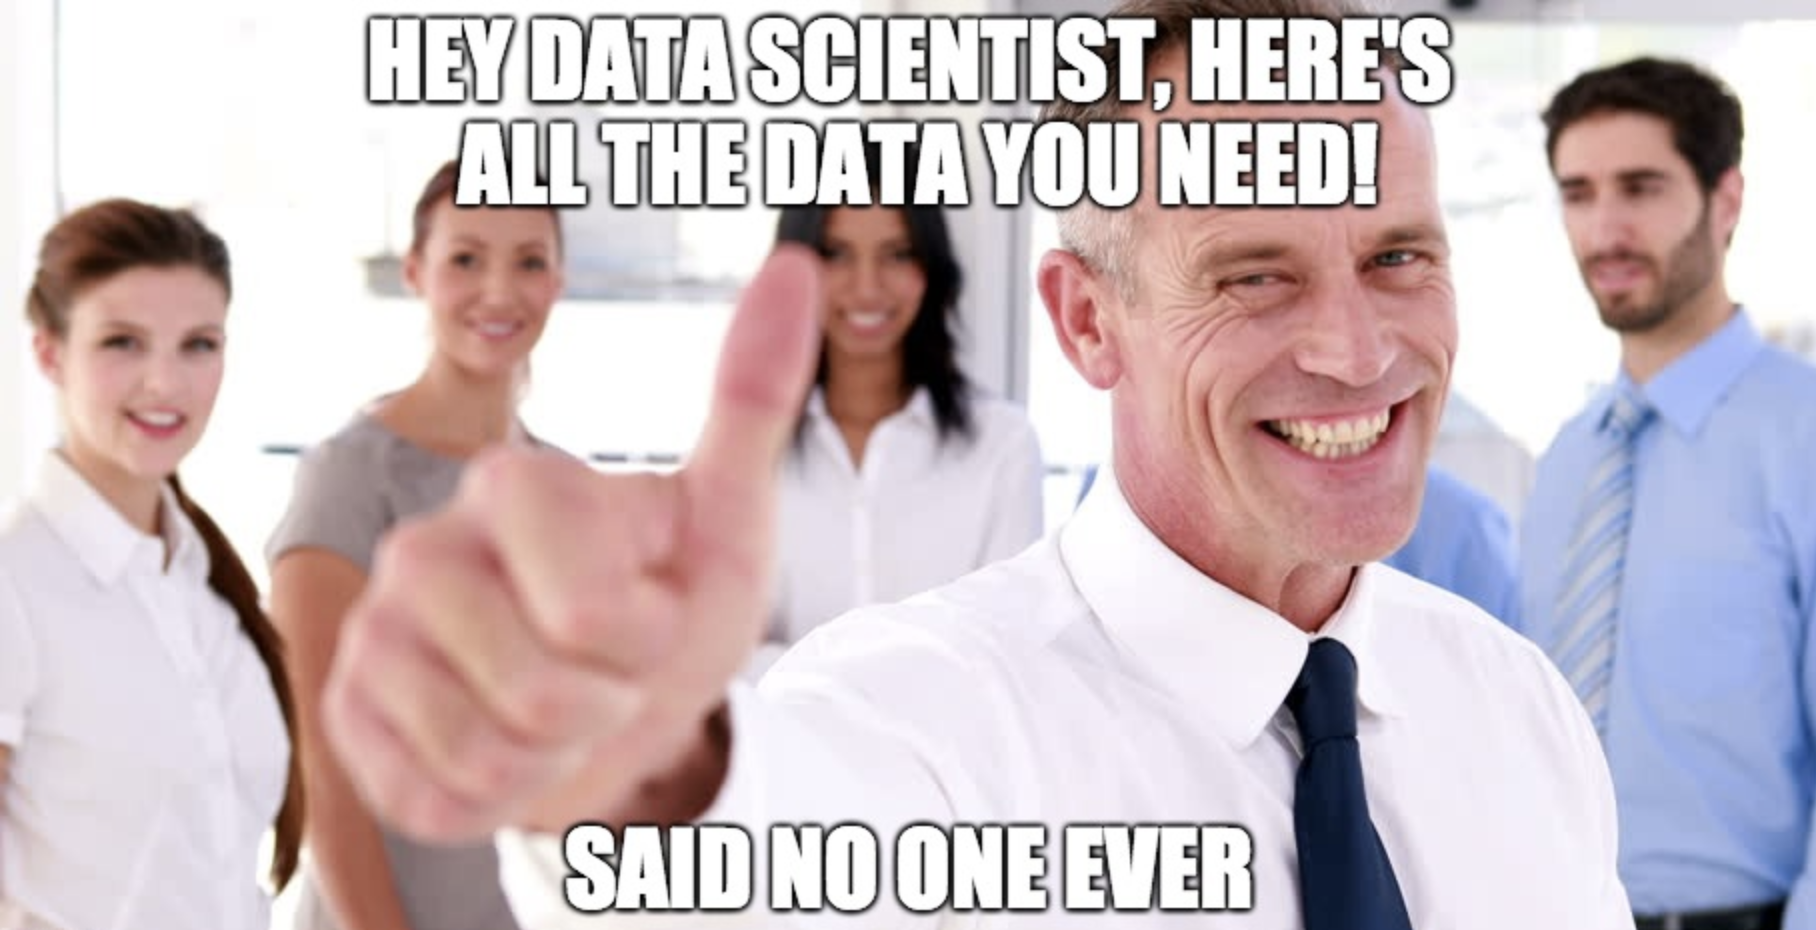 HEY DATA SCIENTIST, HERE'S
ALL THE DATA YOU NEED!
SAID NO ONE EVER